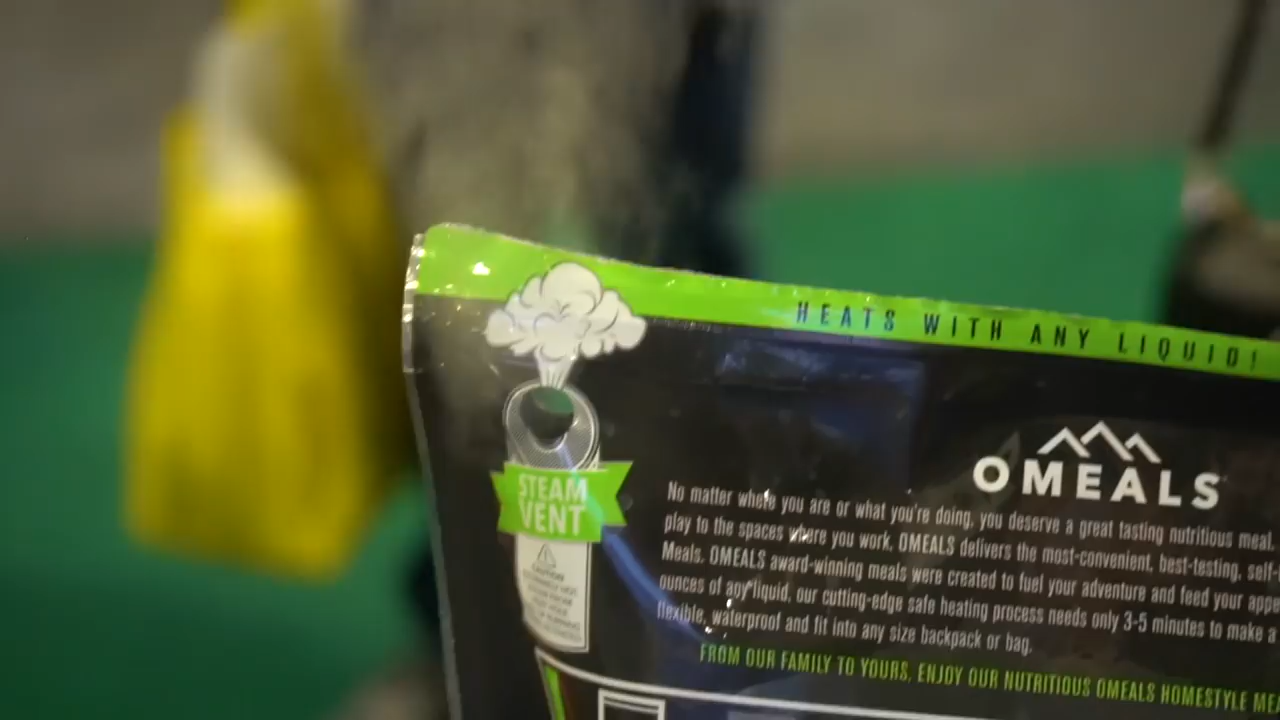 HEATS WITH ANY LIQUID!
OMEALS
STEAM
VENT
CAUTION
No matter where you are or what you're doing, you deserve a great tasting nutritious meal.
play to the spaces where you work, OMEALS delivers the most-convenient, best-testing, self-
Meals. OMEALS award-winning meals were created to fuel your adventure and feed your
ounces of any liquid, our cutting-edge safe heating process needs only 3-5 minutes to make a
flexible, waterproof and fit into any size backpack or bag.
FROM OUR FAMILY TO YOURS, ENJOY OUR NUTRITIOUS OMEALS HOMESTYLE